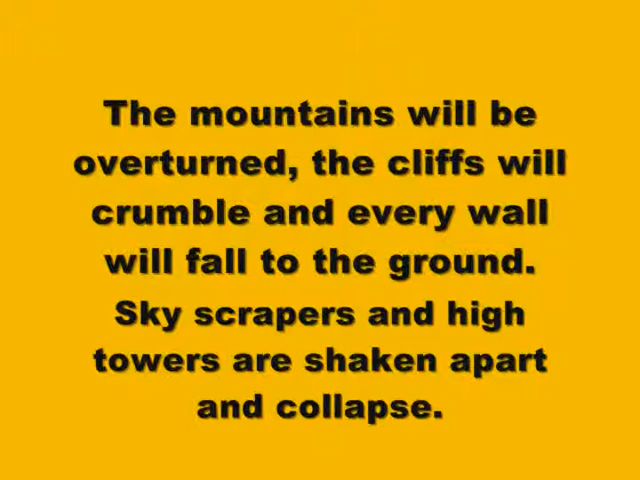 The mountains will be
overturned, the cliffs will
crumble and every wall
will fall to the ground.
Sky scrapers and high
towers are shaken apart
and collapse.